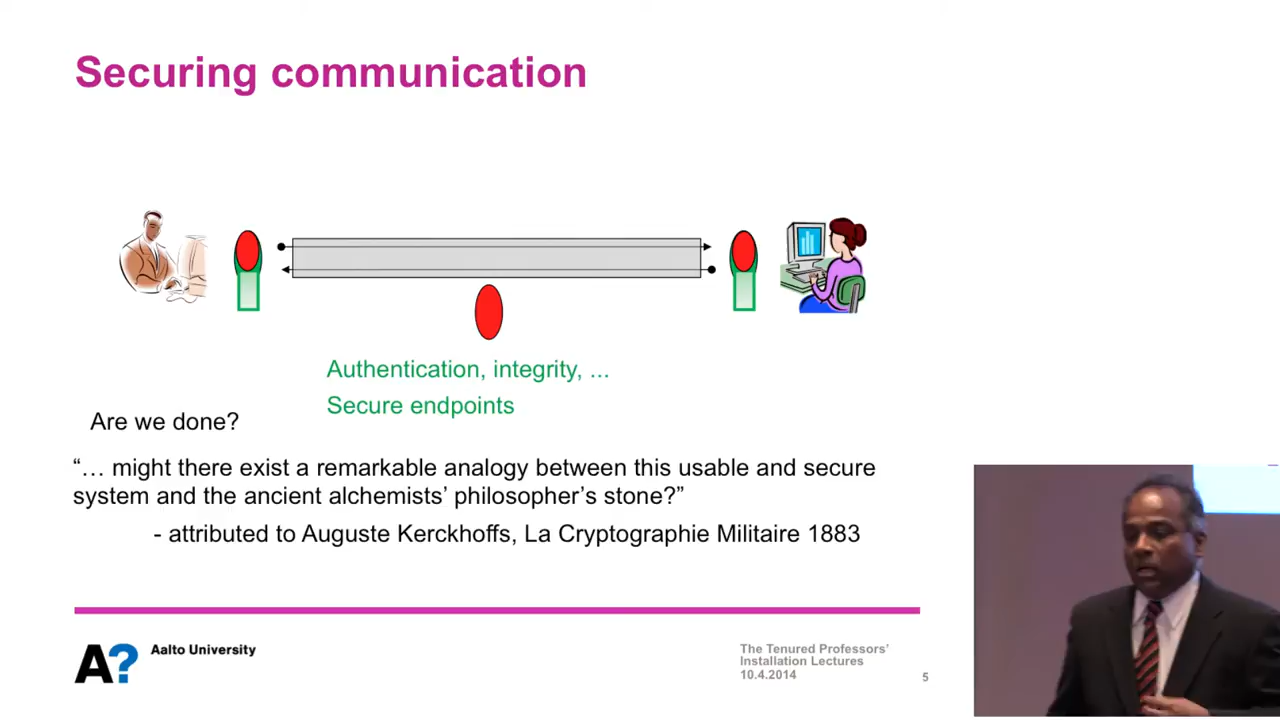 Securing communication
Authentication, integrity, ...
Secure endpoints
Are we done?
“… might there exist a remarkable analogy between this usable and secure
system and the ancient alchemists’ philosopher’s stone?”
- attributed to Auguste Kerckhoffs, La Cryptographie Militaire 1883
A?
Aalto University
The Tenured Professors’
Installation Lectures
10.4.2014
5